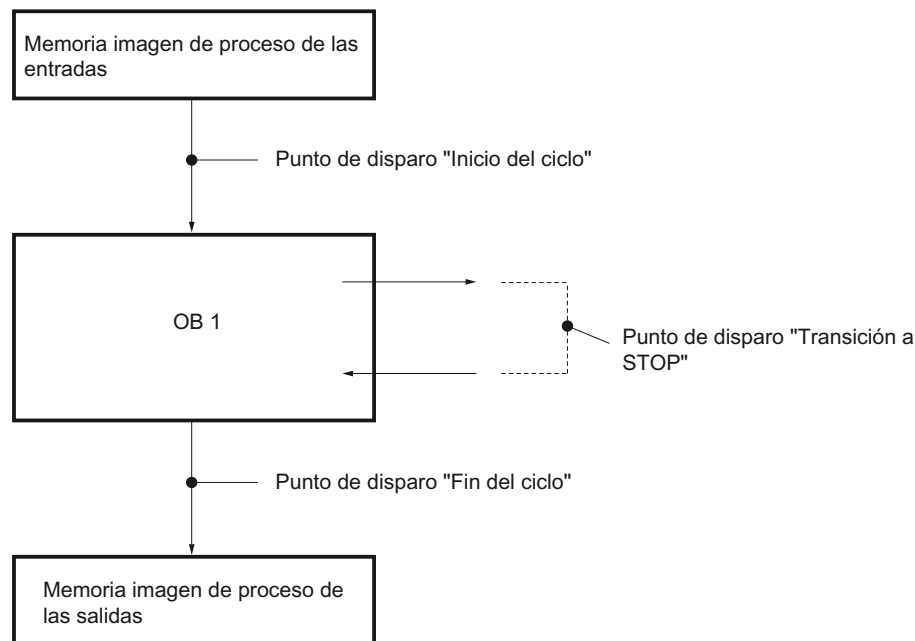 Memoria imagen de proceso de las
entradas
Punto de disparo "Inicio del ciclo"
OB 1
Punto de disparo "Transición a
STOP"
Punto de disparo "Fin del ciclo"
Memoria imagen de proceso de
las salidas